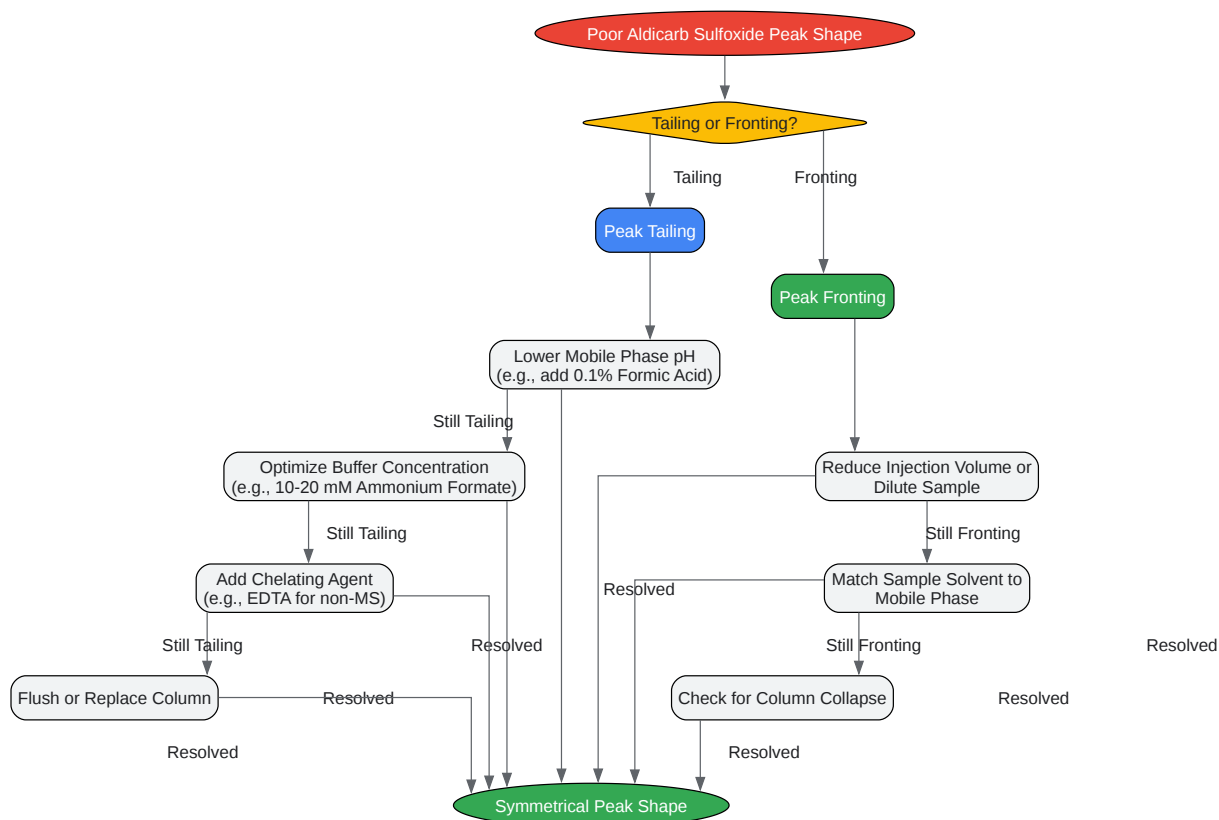 Poor Aldicarb Sulfoxide Peak Shape
Tailing or Fronting?
Tailing
Fronting
Peak Tailing
Peak Fronting
Lower Mobile Phase pH
(e.g., add 0.1% Formic Acid)
Still Tailing
Optimize Buffer Concentration
(e.g., 10-20 mM Ammonium Formate)
Reduce Injection Volume or
Dilute Sample
Still Tailing
Still Fronting
Add Chelating Agent
(e.g., EDTA for non-MS)
Resolved
Match Sample Solvent to
Mobile Phase
Still Tailing
Resolved
Still Fronting
Resolved
Flush or Replace Column
Resolved
Check for Column Collapse
Resolved
Resolved
Resolved
Symmetrical Peak Shape